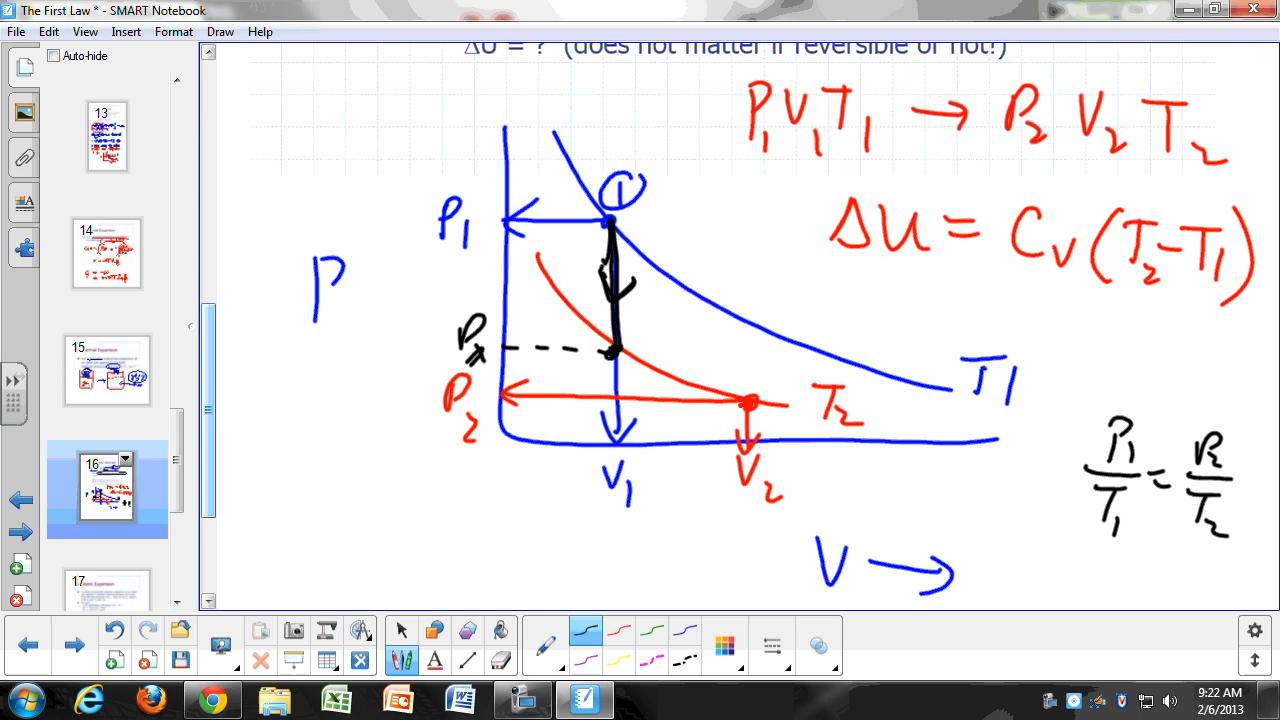 The First Law * - SMART Notebook
File Edit View Insert Format Draw Help
Auto-hide
ΔU = ? (does not matter if reversible or not!)
P₁ V₁ T₁ → P₂ V₂ T₂
ΔU = Cᵥ (T₂-T₁)
①
P₁
P
Pₓ
P₂
T₁
T₂
V₁
V₂
P₁/T₁ = P₂/T₂
V →
13
14
15
16
17
9:22 AM
2/6/2013